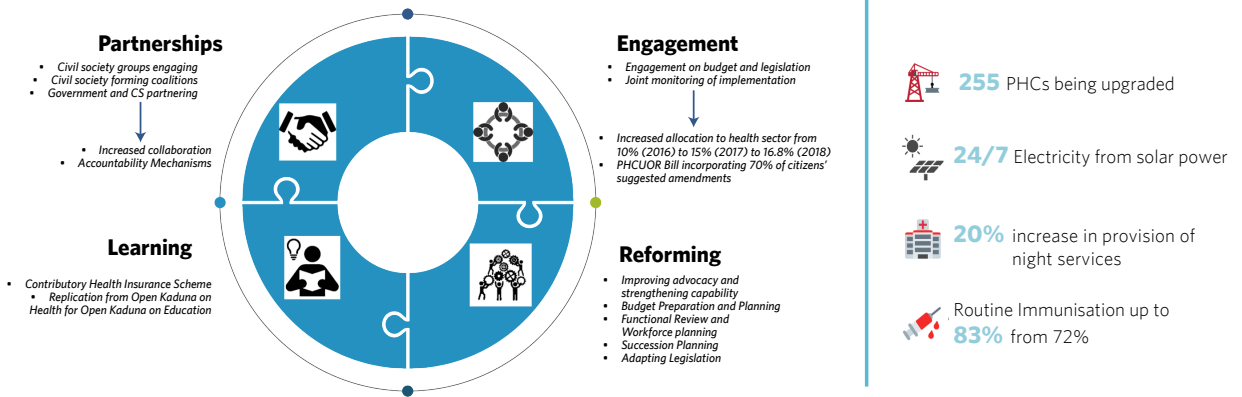 Partnerships
▪ Civil society groups engaging
▪ Civil society forming coalitions
▪ Government and CS partnering
▪ Increased collaboration
▪ Accountability Mechanisms
Engagement
▪ Engagement on budget and legislation
▪ Joint monitoring of implementation
▪ Increased allocation to health sector from
10% (2016) to 15% (2017) to 16.8% (2018)
▪ PHCUOR Bill incorporating 70% of citizens'
suggested amendments
Learning
▪ Contributory Health Insurance Scheme
▪ Replication from Open Kaduna on
Health for Open Kaduna on Education
Reforming
▪ Improving advocacy and
strengthening capability
▪ Budget Preparation and Planning
▪ Functional Review and
Workforce planning
▪ Succession Planning
▪ Adapting Legislation
255 PHCs being upgraded
24/7 Electricity from solar power
20% increase in provision of
night services
Routine Immunisation up to
83% from 72%